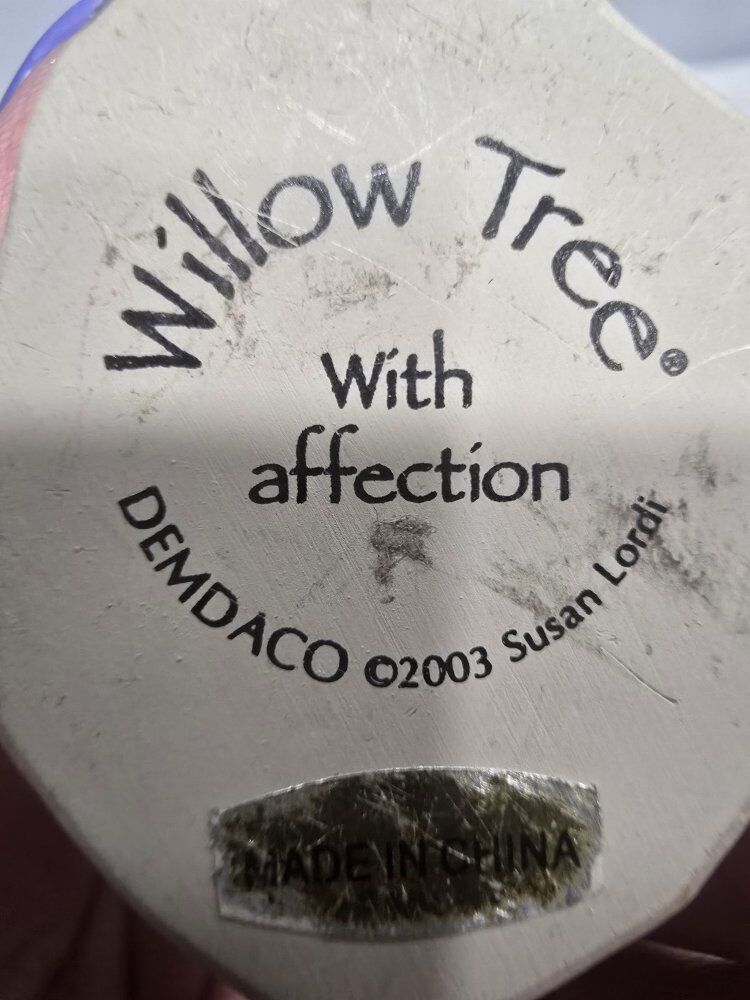 Willow Tree®
With
affection
DEMDACO ©2003 Susan Lordi
MADE IN CHINA